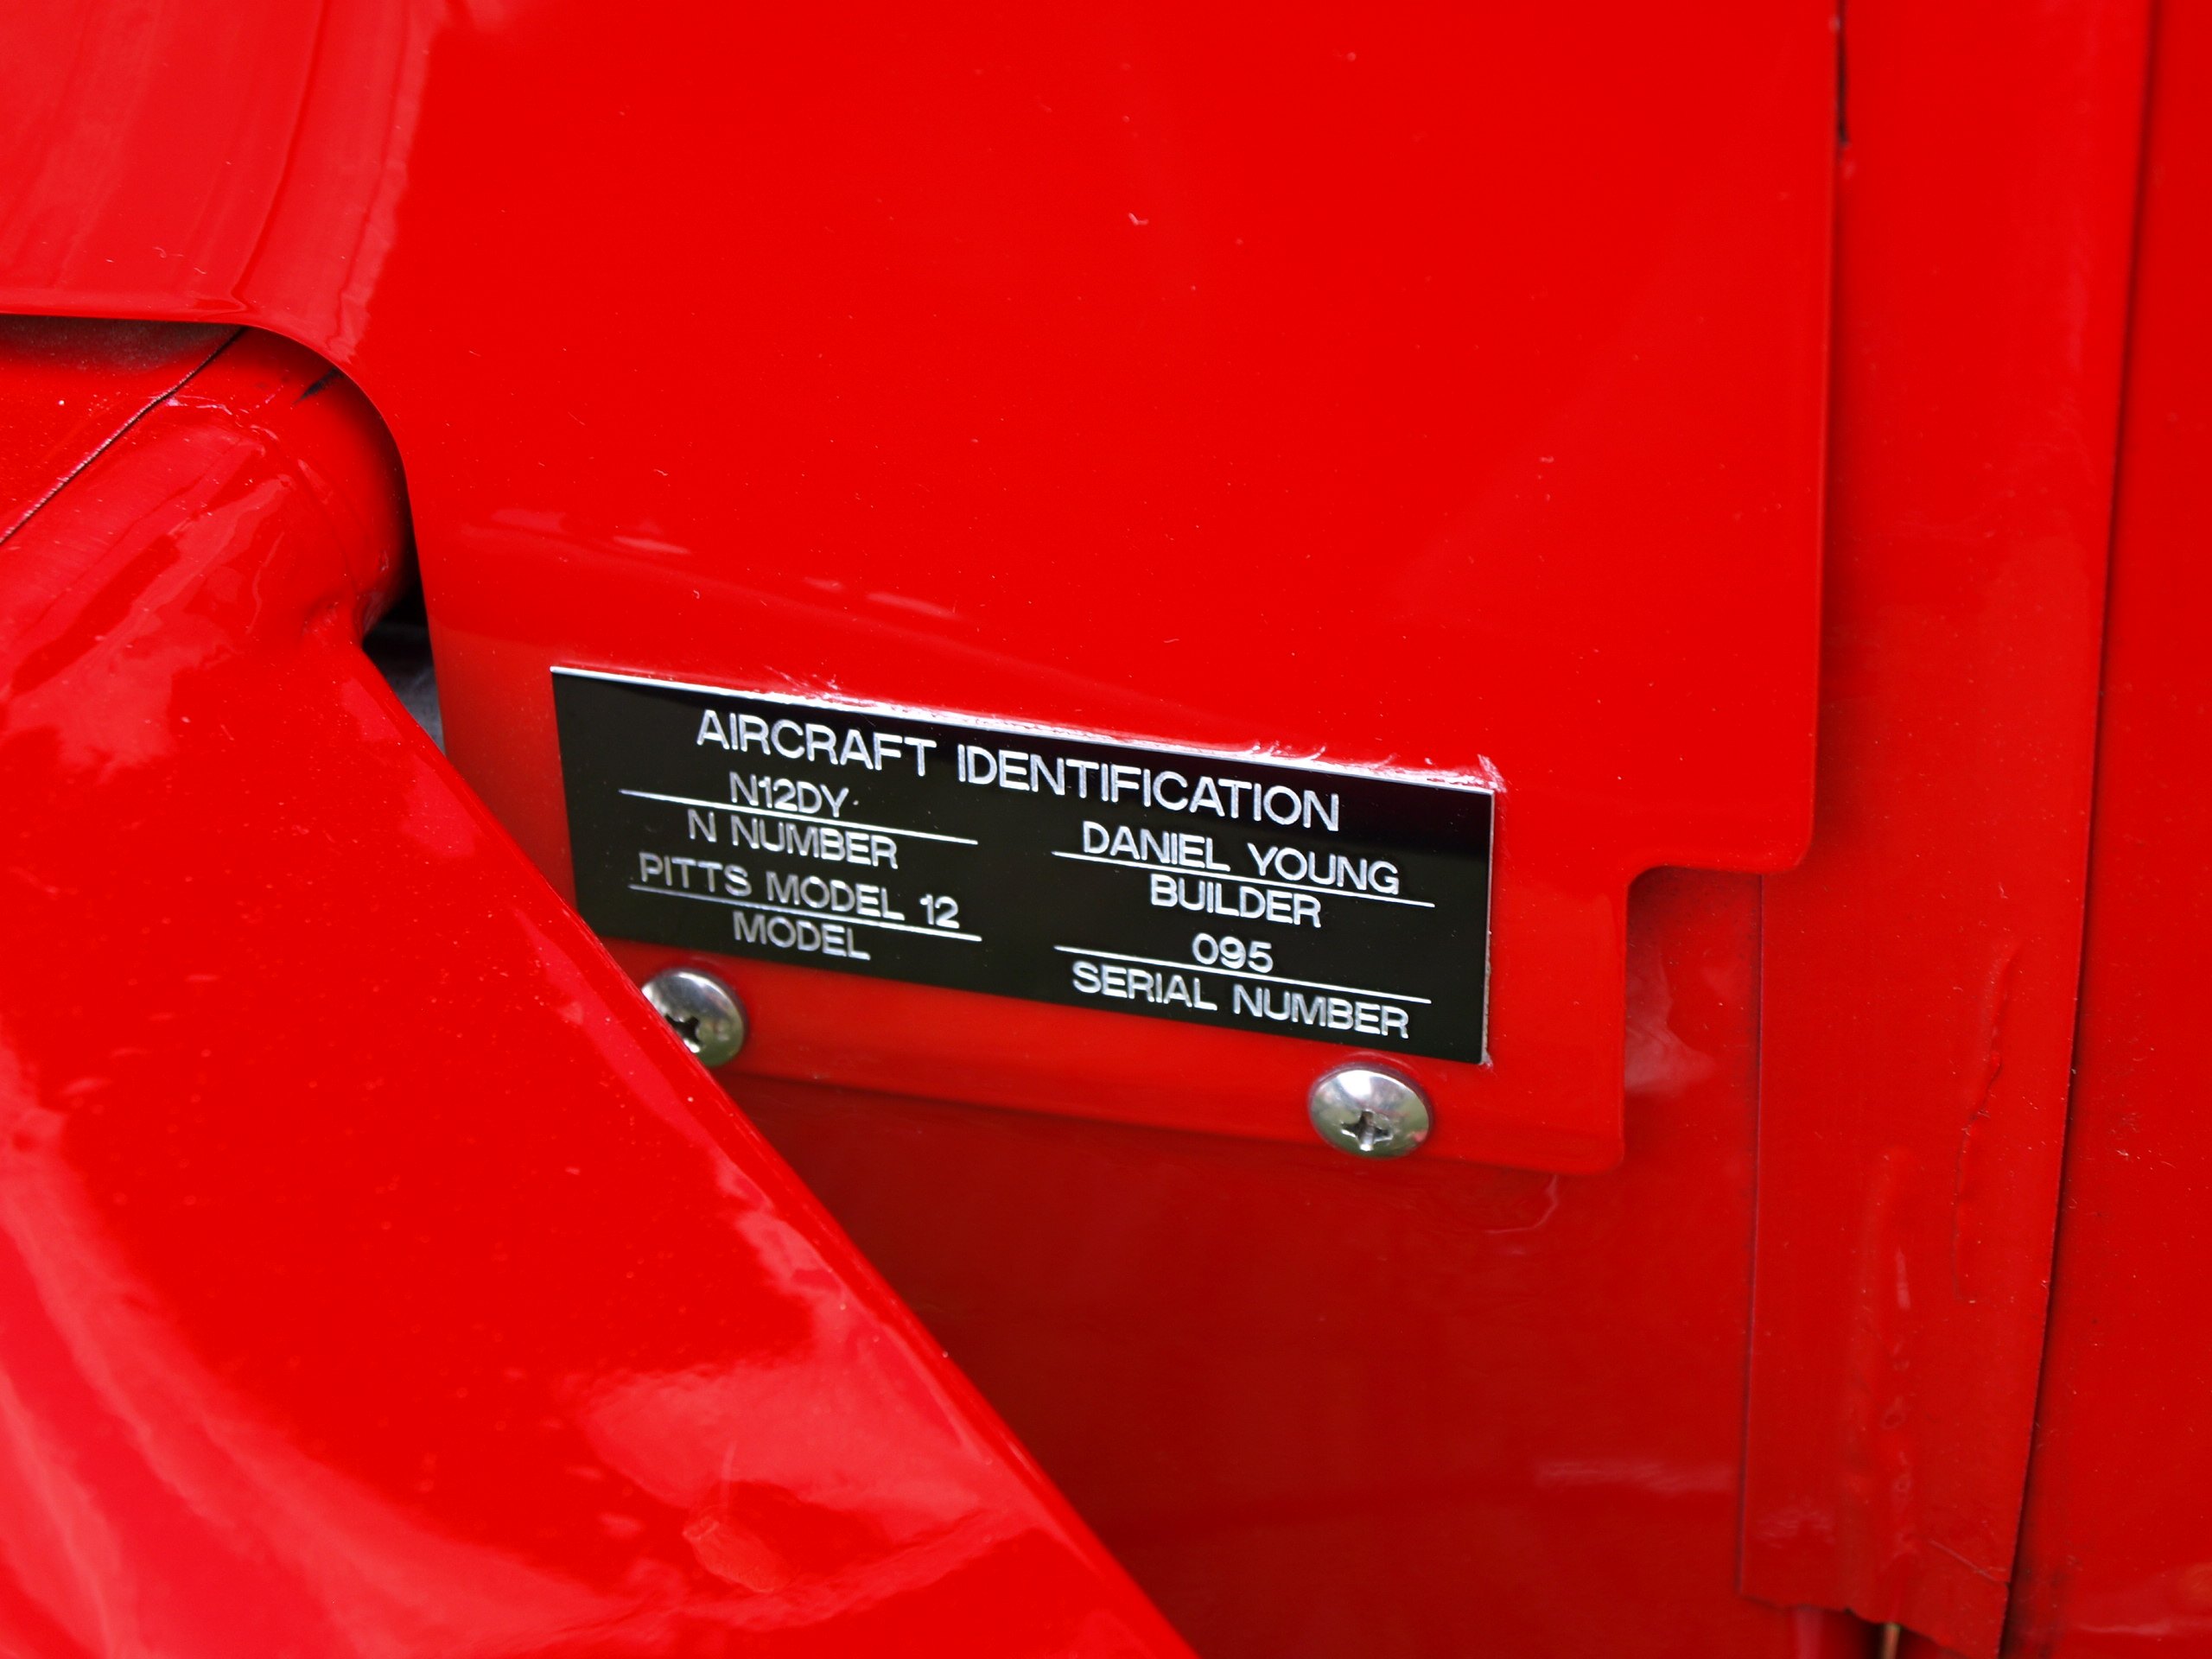 AIRCRAFT IDENTIFICATION
N12DY
N NUMBER
PITTS MODEL 12
MODEL
DANIEL YOUNG
BUILDER
095
SERIAL NUMBER